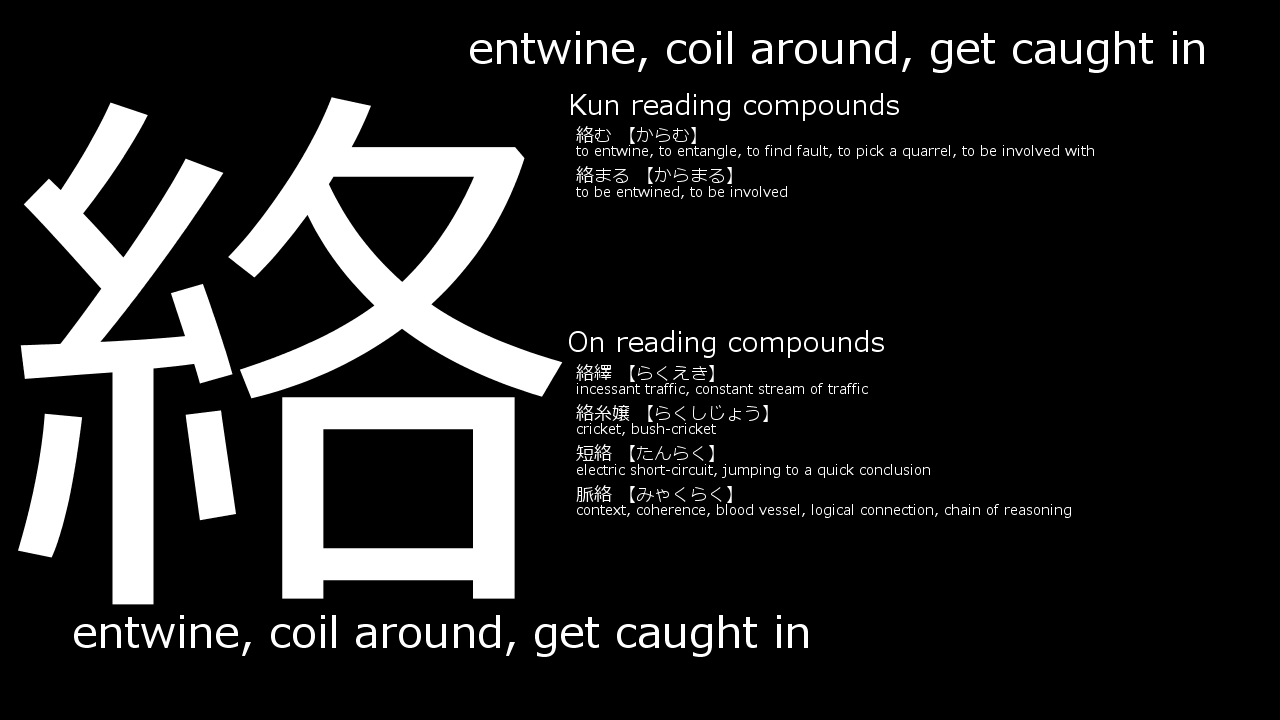 entwine, coil around, get caught in
絡
Kun reading compounds
絡む 【からむ】
to entwine, to entangle, to find fault, to pick a quarrel, to be involved with
絡まる 【からまる】
to be entwined, to be involved
On reading compounds
絡繹 【らくえき】
incessant traffic, constant stream of traffic
絡糸嬢 【らくしじょう】
cricket, bush-cricket
短絡 【たんらく】
electric short-circuit, jumping to a quick conclusion
脈絡 【みゃくらく】
context, coherence, blood vessel, logical connection, chain of reasoning
entwine, coil around, get caught in